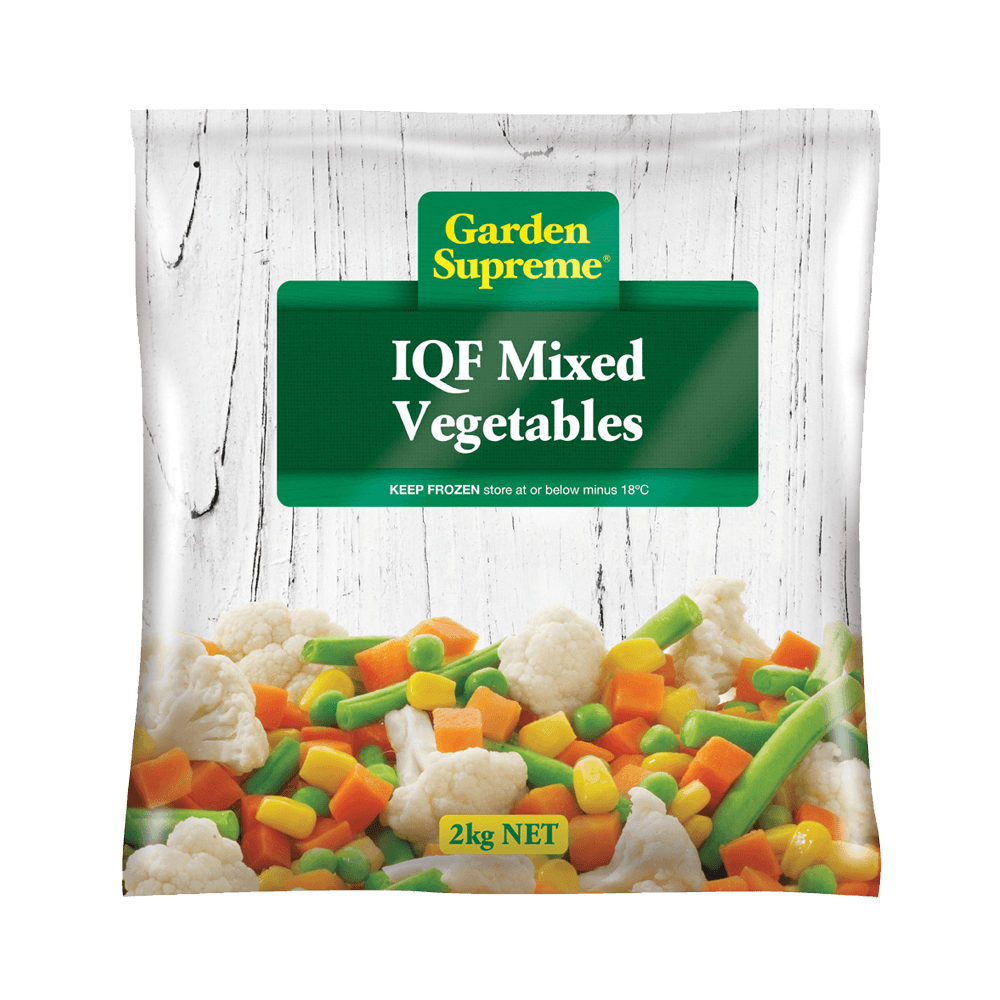 Garden
Supreme®
IQF Mixed
Vegetables
KEEP FROZEN store at or below minus 18ºC
2kg NET